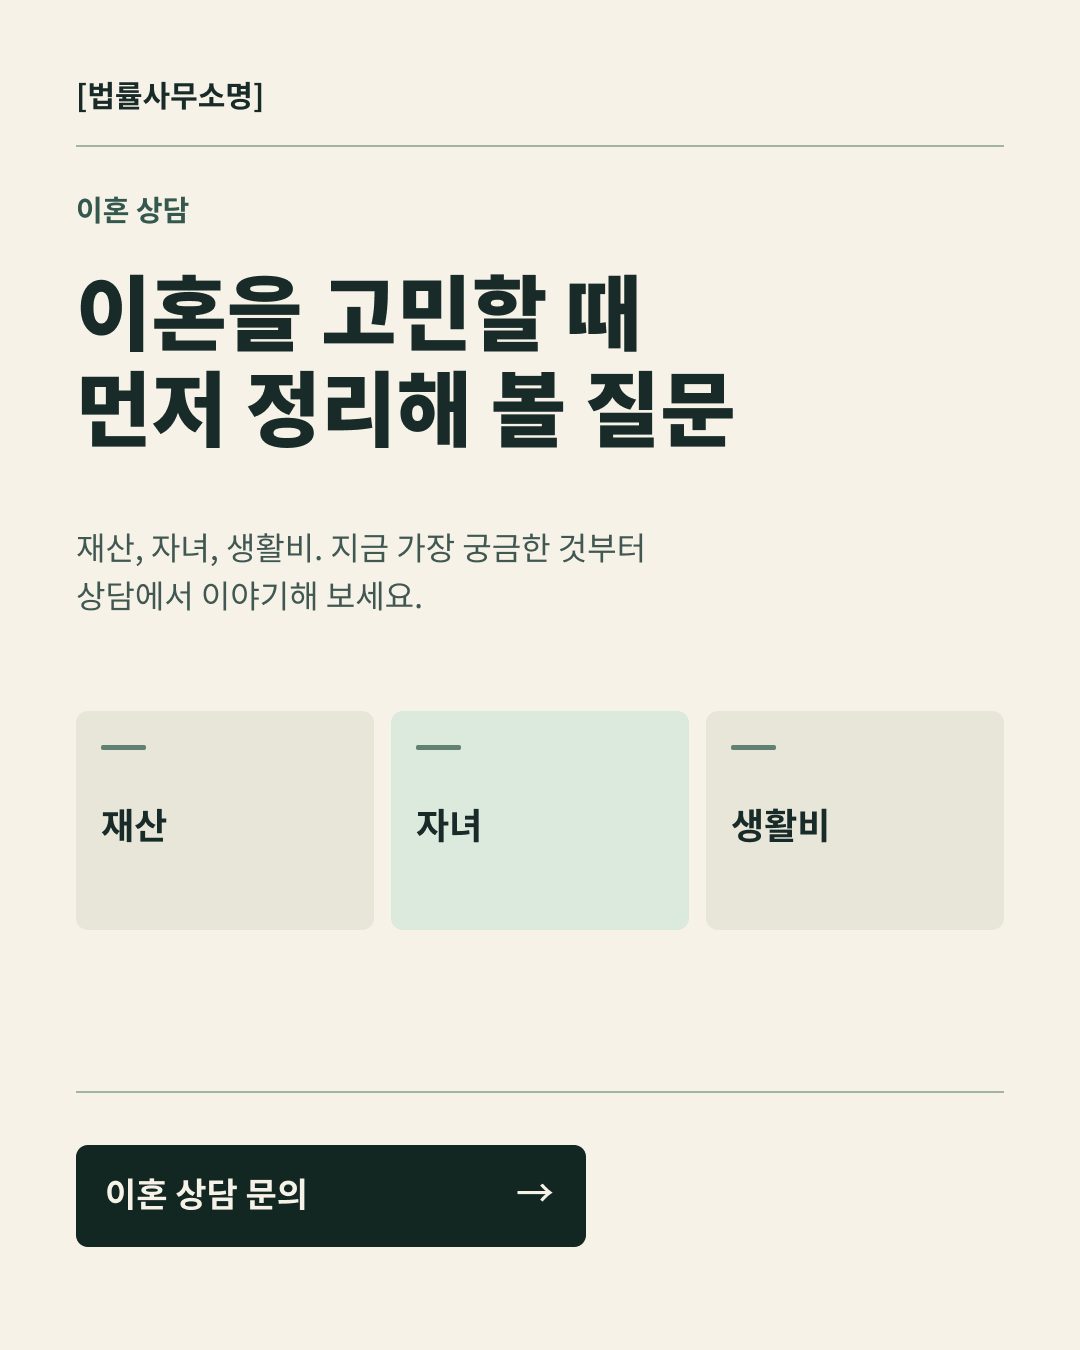 [법률사무소명]
이혼 상담
이혼을 고민할 때
먼저 정리해 볼 질문
재산, 자녀, 생활비. 지금 가장 궁금한 것부터
상담에서 이야기해 보세요.
재산
자녀
생활비
이혼 상담 문의 →